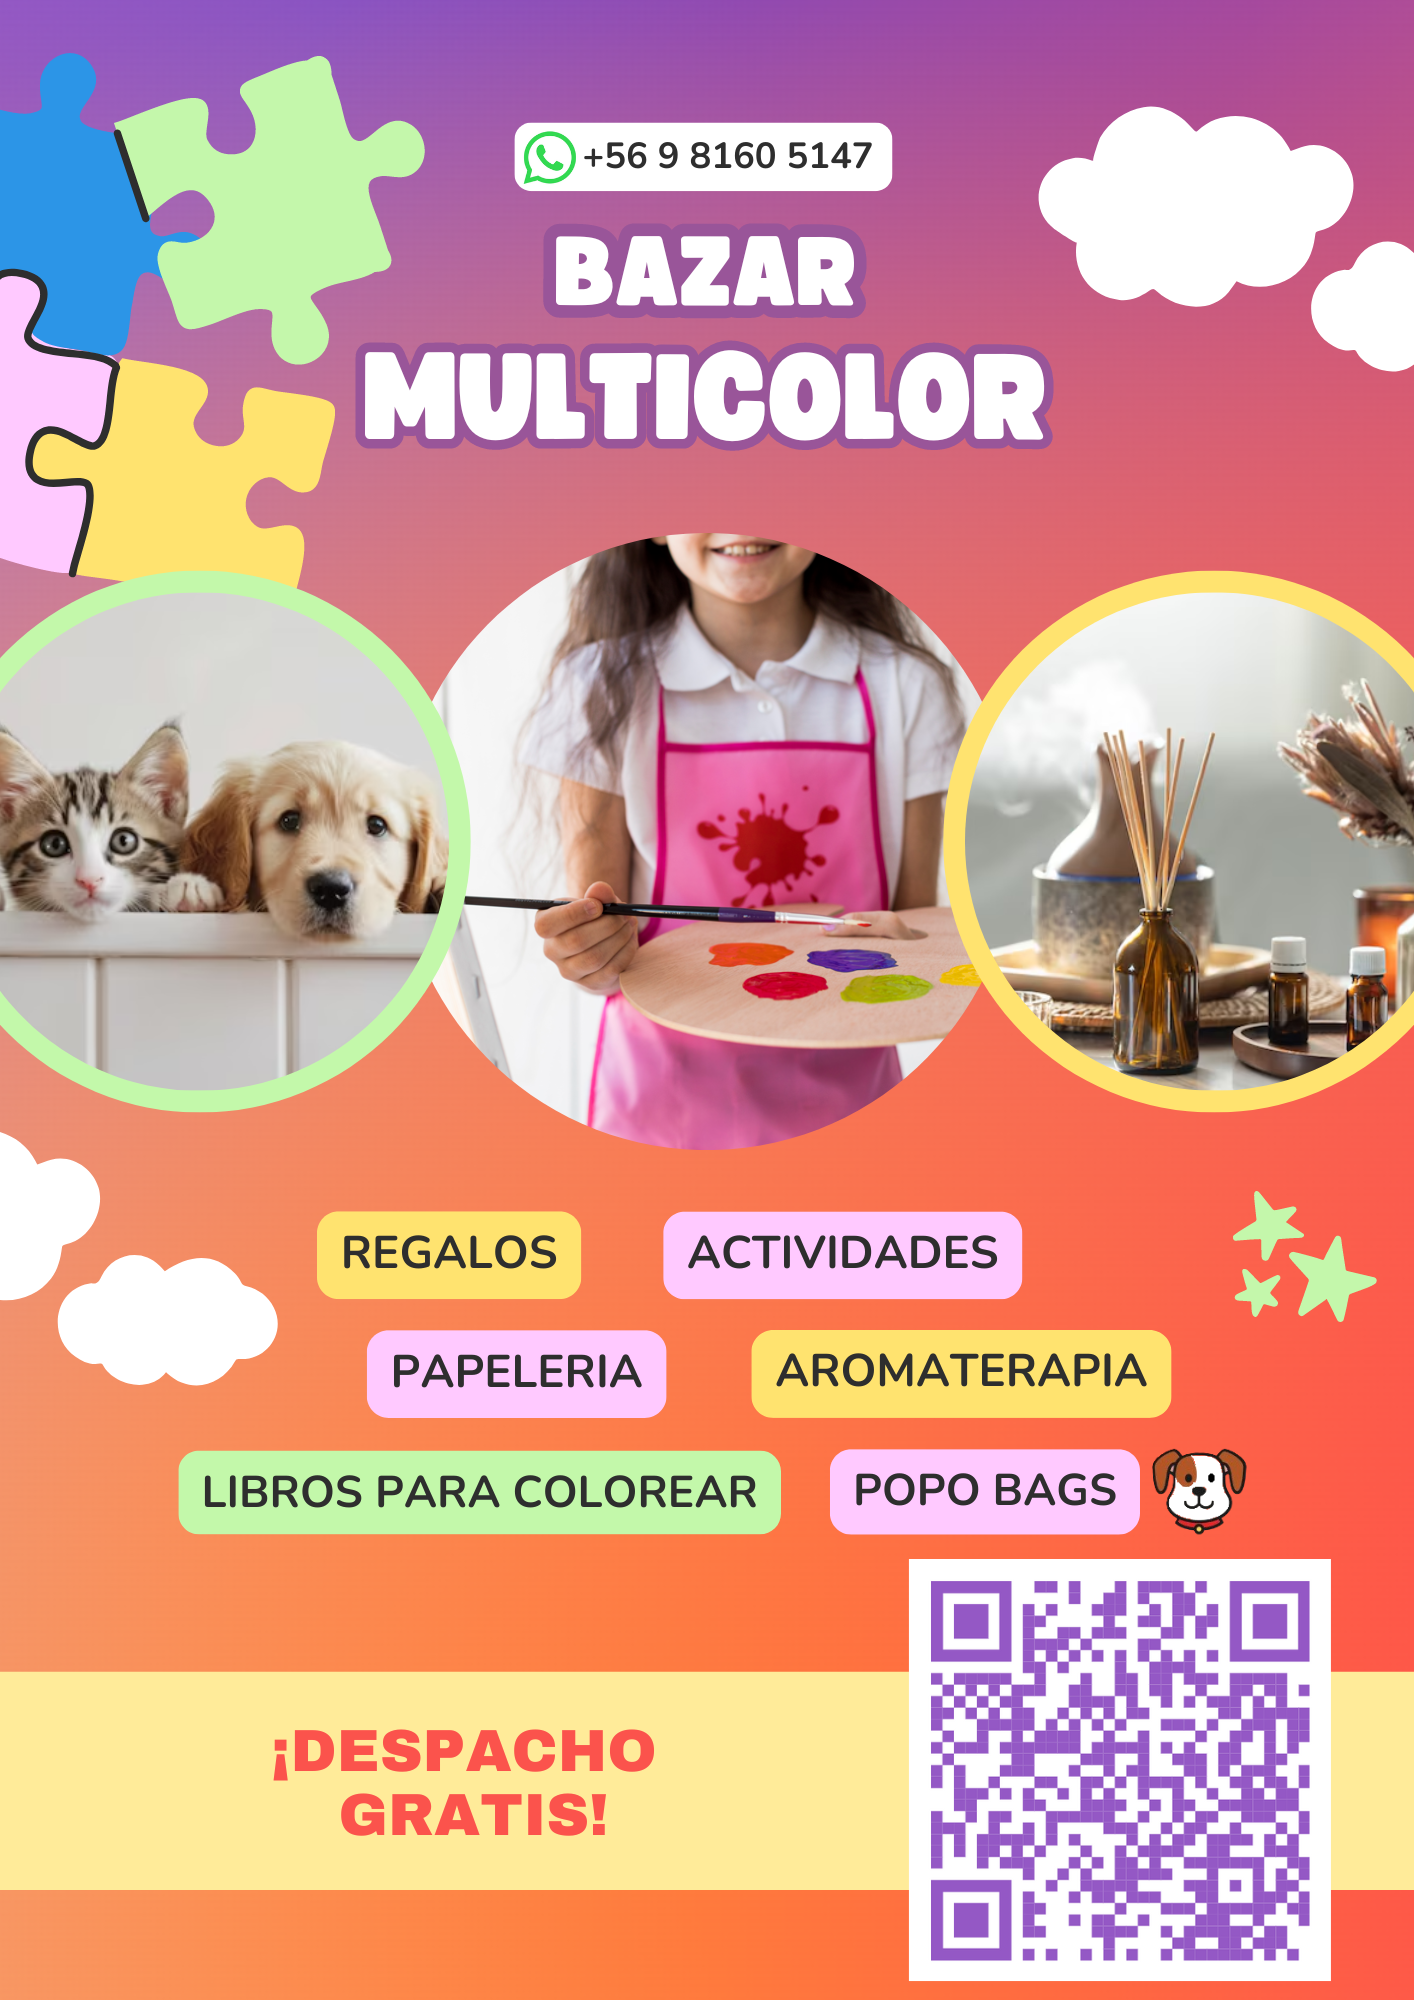 +56 9 8160 5147
BAZAR
MULTICOLOR
REGALOS
ACTIVIDADES
PAPELERIA
AROMATERAPIA
LIBROS PARA COLOREAR
POPO BAGS
¡DESPACHO
GRATIS!